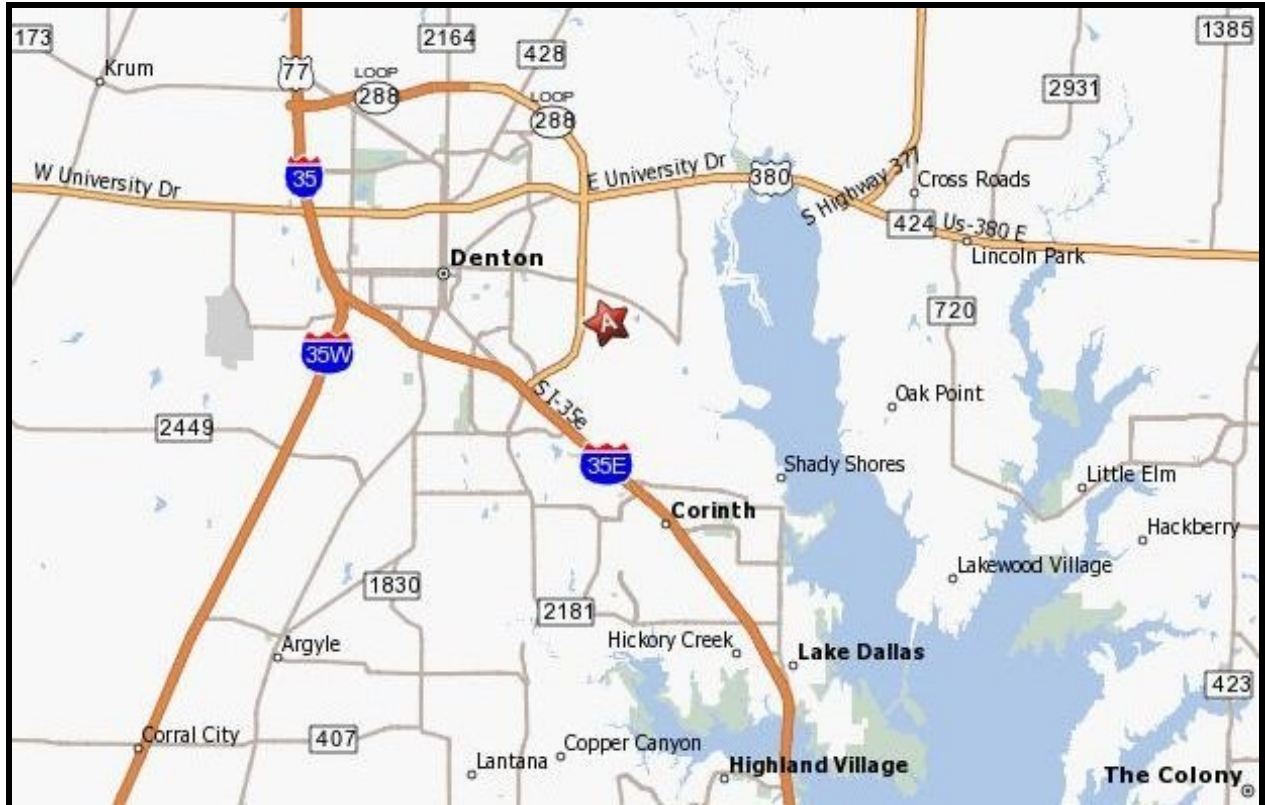 173
2164
428
1385
Krum
77
LOOP
288
LOOP
288
2931
W University Dr
35
E University Dr
380
S Highway 377
Cross Roads
424
Us-380 E
Lincoln Park
Denton
A
720
35W
S I-35e
Oak Point
2449
35E
Shady Shores
Little Elm
Corinth
Hackberry
Lakewood Village
1830
2181
Argyle
Hickory Creek
Lake Dallas
423
Corral City
407
Copper Canyon
Lantana
Highland Village
The Colony